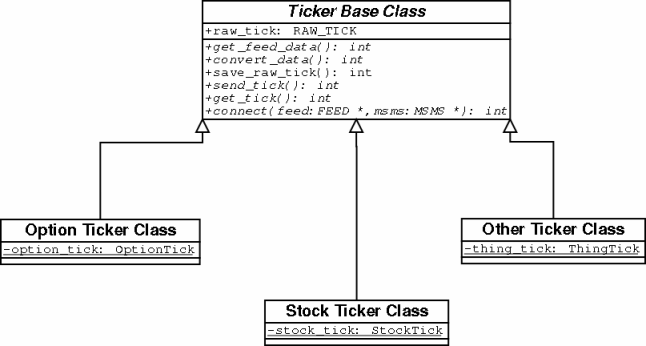 Ticker Base Class
+raw_tick: RAW_TICK
+get_feed_data(): int
+convert_data(): int
+save_raw_tick(): int
+send_tick(): int
+get_tick(): int
+connect(feed:FEED *,msms:MSMS *): int
Option Ticker Class
-option_tick: OptionTick
Other Ticker Class
-thing_tick: ThingTick
Stock Ticker Class
-stock_tick: StockTick